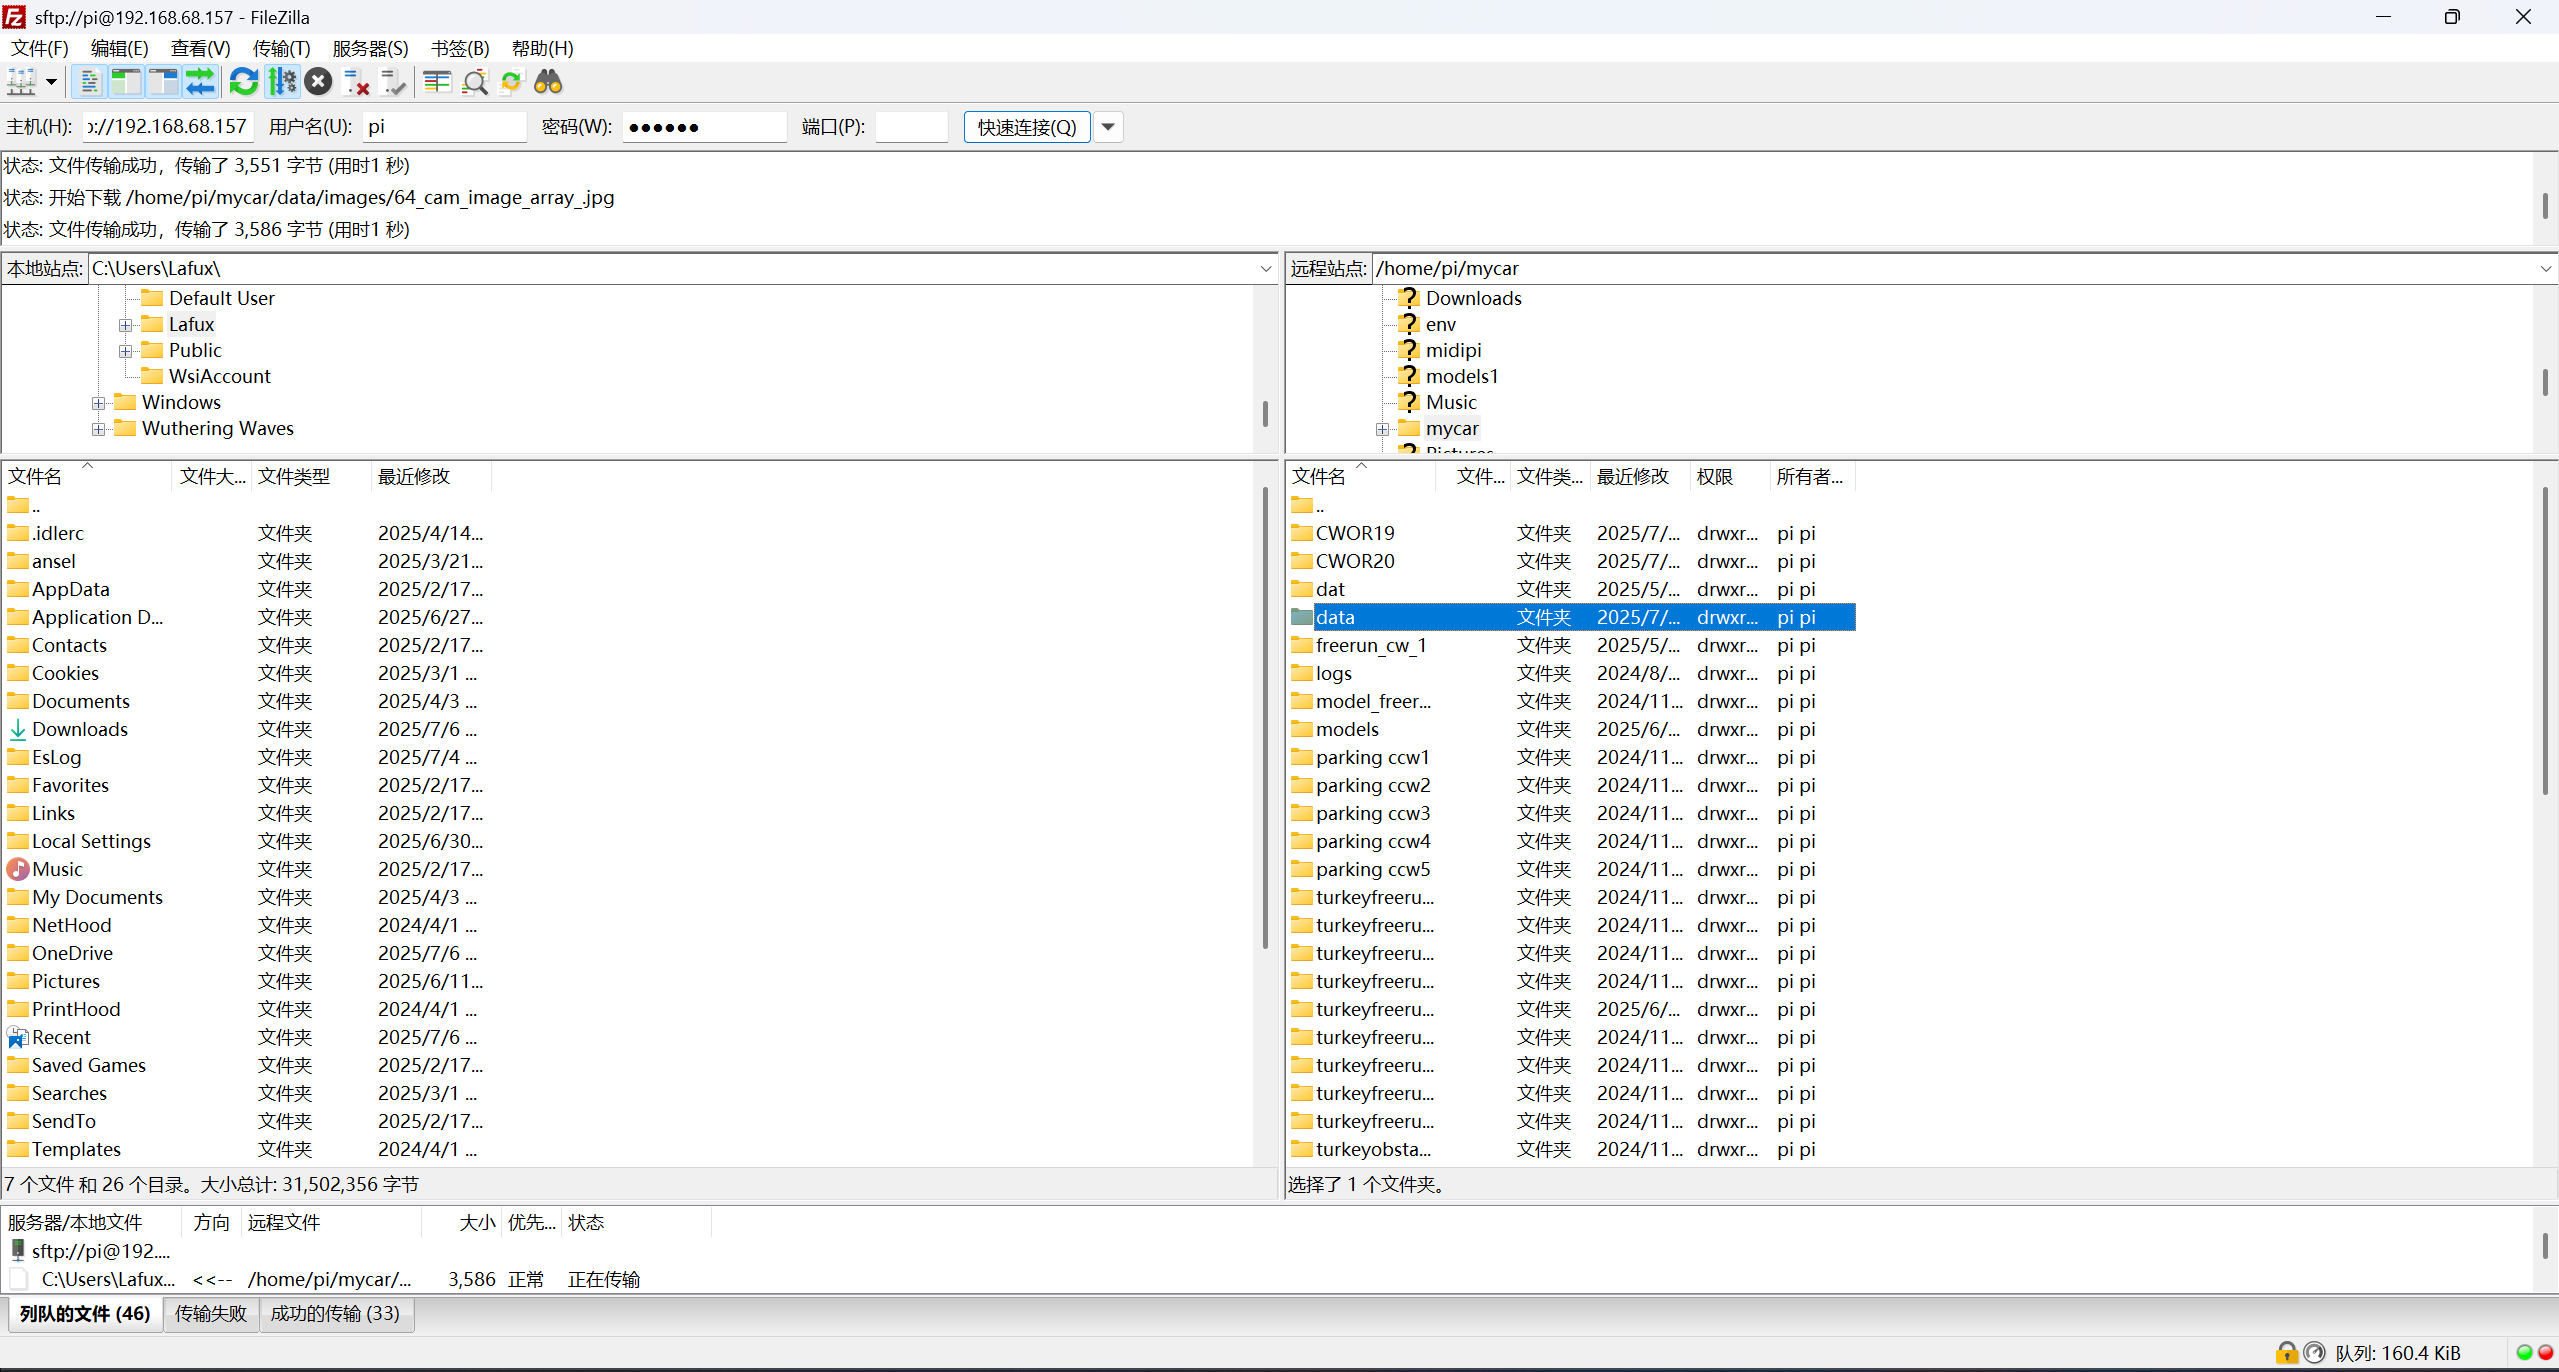 sftp://pi@192.168.68.157 - FileZilla
文件(F) 编辑(E) 查看(V) 传输(T) 服务器(S) 书签(B) 帮助(H)
主机(H): ://192.168.68.157 用户名(U): pi 密码(W): ●●●●●● 端口(P): 快速连接(Q)
状态: 文件传输成功，传输了 3,551 字节 (用时1 秒)
状态: 开始下载 /home/pi/mycar/data/images/64_cam_image_array_.jpg
状态: 文件传输成功，传输了 3,586 字节 (用时1 秒)
本地站点: C:\Users\Lafux\
Default User
Lafux
Public
WsiAccount
Windows
Wuthering Waves
远程站点: /home/pi/mycar
Downloads
env
midipi
models1
Music
mycar
Pictures
文件名 文件大... 文件类型 最近修改
..
.idlerc 文件夹 2025/4/14...
ansel 文件夹 2025/3/21...
AppData 文件夹 2025/2/17...
Application D... 文件夹 2025/6/27...
Contacts 文件夹 2025/2/17...
Cookies 文件夹 2025/3/1 ...
Documents 文件夹 2025/4/3 ...
Downloads 文件夹 2025/7/6 ...
EsLog 文件夹 2025/7/4 ...
Favorites 文件夹 2025/2/17...
Links 文件夹 2025/2/17...
Local Settings 文件夹 2025/6/30...
Music 文件夹 2025/2/17...
My Documents 文件夹 2025/4/3 ...
NetHood 文件夹 2024/4/1 ...
OneDrive 文件夹 2025/7/6 ...
Pictures 文件夹 2025/6/11...
PrintHood 文件夹 2024/4/1 ...
Recent 文件夹 2025/7/6 ...
Saved Games 文件夹 2025/2/17...
Searches 文件夹 2025/3/1 ...
SendTo 文件夹 2025/2/17...
Templates 文件夹 2024/4/1 ...
7 个文件 和 26 个目录。大小总计: 31,502,356 字节
文件名 文件... 文件类... 最近修改 权限 所有者...
..
CWOR19 文件夹 2025/7/... drwxr... pi pi
CWOR20 文件夹 2025/7/... drwxr... pi pi
dat 文件夹 2025/5/... drwxr... pi pi
data 文件夹 2025/7/... drwxr... pi pi
freerun_cw_1 文件夹 2025/5/... drwxr... pi pi
logs 文件夹 2024/8/... drwxr... pi pi
model_freer... 文件夹 2024/11... drwxr... pi pi
models 文件夹 2025/6/... drwxr... pi pi
parking ccw1 文件夹 2024/11... drwxr... pi pi
parking ccw2 文件夹 2024/11... drwxr... pi pi
parking ccw3 文件夹 2024/11... drwxr... pi pi
parking ccw4 文件夹 2024/11... drwxr... pi pi
parking ccw5 文件夹 2024/11... drwxr... pi pi
turkeyfreeru... 文件夹 2024/11... drwxr... pi pi
turkeyfreeru... 文件夹 2024/11... drwxr... pi pi
turkeyfreeru... 文件夹 2024/11... drwxr... pi pi
turkeyfreeru... 文件夹 2024/11... drwxr... pi pi
turkeyfreeru... 文件夹 2025/6/... drwxr... pi pi
turkeyfreeru... 文件夹 2024/11... drwxr... pi pi
turkeyfreeru... 文件夹 2024/11... drwxr... pi pi
turkeyfreeru... 文件夹 2024/11... drwxr... pi pi
turkeyfreeru... 文件夹 2024/11... drwxr... pi pi
turkeyobsta... 文件夹 2024/11... drwxr... pi pi
选择了 1 个文件夹。
服务器/本地文件 方向 远程文件 大小 优先... 状态
sftp://pi@192....
C:\Users\Lafux... <<-- /home/pi/mycar/... 3,586 正常 正在传输
列队的文件 (46) 传输失败 成功的传输 (33)
队列: 160.4 KiB